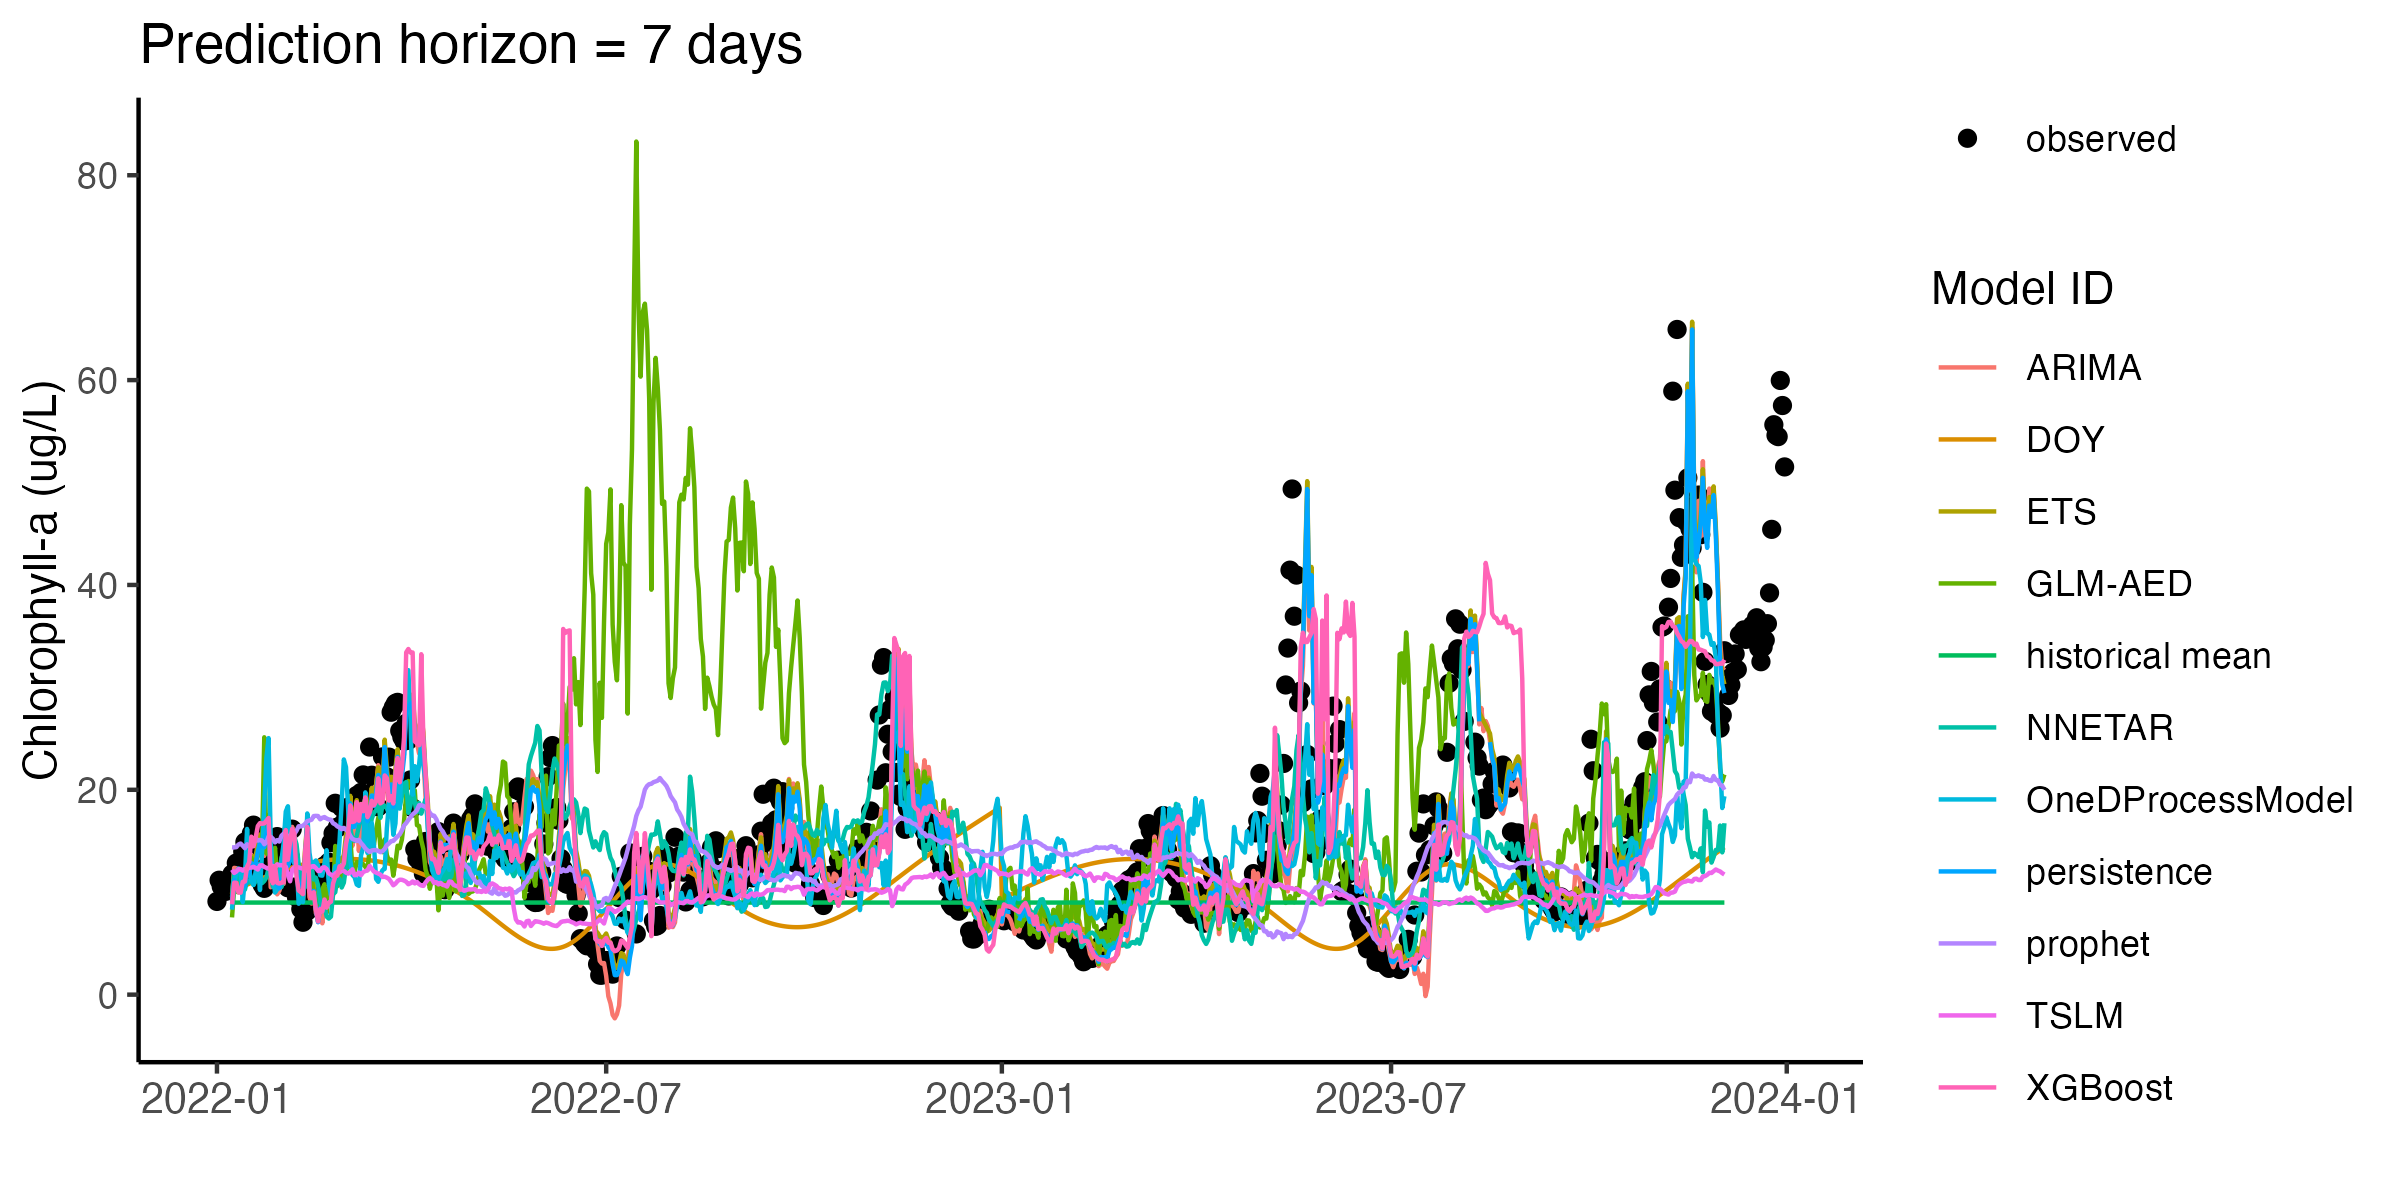 Prediction horizon = 7 days
Chlorophyll-a (ug/L)
80
60
40
20
0
2022-01
2022-07
2023-01
2023-07
2024-01
observed
Model ID
ARIMA
DOY
ETS
GLM-AED
historical mean
NNETAR
OneDProcessModel
persistence
prophet
TSLM
XGBoost